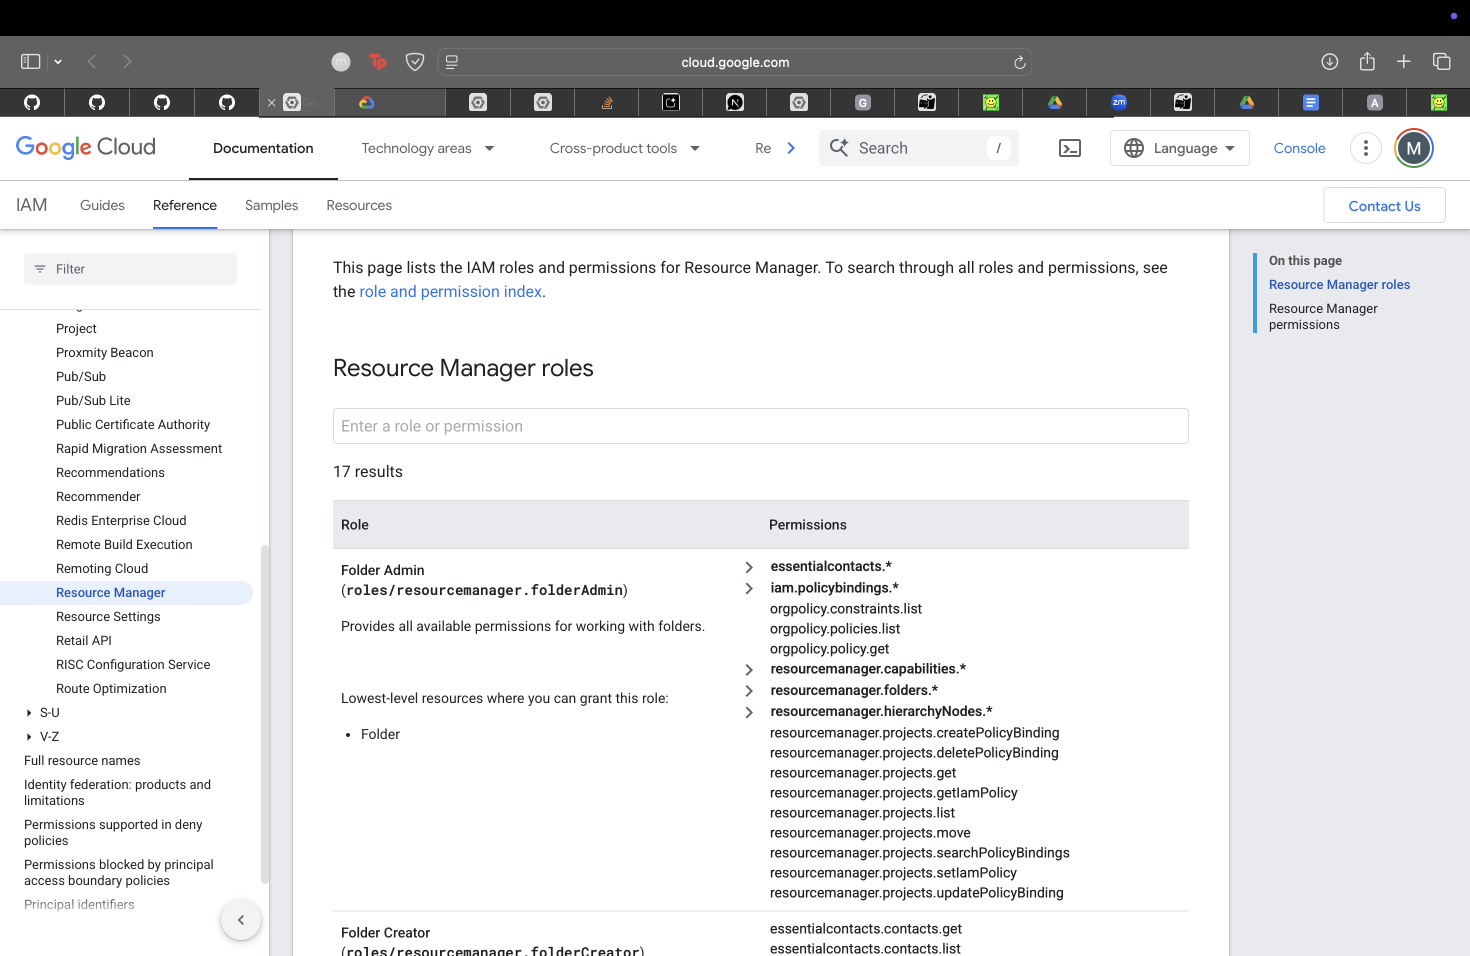 cloud.google.com
Google Cloud
Documentation
Technology areas
Cross-product tools
Re
Search
/
Language
Console
M
IAM
Guides
Reference
Samples
Resources
Contact Us
Filter
Project
Proxmity Beacon
Pub/Sub
Pub/Sub Lite
Public Certificate Authority
Rapid Migration Assessment
Recommendations
Recommender
Redis Enterprise Cloud
Remote Build Execution
Remoting Cloud
Resource Manager
Resource Settings
Retail API
RISC Configuration Service
Route Optimization
S-U
V-Z
Full resource names
Identity federation: products and
limitations
Permissions supported in deny
policies
Permissions blocked by principal
access boundary policies
Principal identifiers
This page lists the IAM roles and permissions for Resource Manager. To search through all roles and permissions, see
the role and permission index.
Resource Manager roles
Enter a role or permission
17 results
Role
Permissions
Folder Admin
(roles/resourcemanager.folderAdmin)
Provides all available permissions for working with folders.
Lowest-level resources where you can grant this role:
• Folder
essentialcontacts.*
iam.policybindings.*
orgpolicy.constraints.list
orgpolicy.policies.list
orgpolicy.policy.get
resourcemanager.capabilities.*
resourcemanager.folders.*
resourcemanager.hierarchyNodes.*
resourcemanager.projects.createPolicyBinding
resourcemanager.projects.deletePolicyBinding
resourcemanager.projects.get
resourcemanager.projects.getIamPolicy
resourcemanager.projects.list
resourcemanager.projects.move
resourcemanager.projects.searchPolicyBindings
resourcemanager.projects.setIamPolicy
resourcemanager.projects.updatePolicyBinding
Folder Creator
(roles/resourcemanager.folderCreator)
essentialcontacts.contacts.get
essentialcontacts.contacts.list
On this page
Resource Manager roles
Resource Manager
permissions